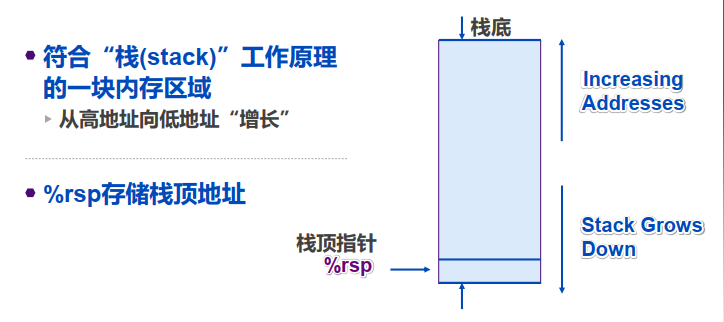 符合“栈(stack)”工作原理
的一块内存区域
从高地址向低地址“增长”
%rsp存储栈顶地址
栈底
Increasing
Addresses
Stack Grows
Down
栈顶指针
%rsp